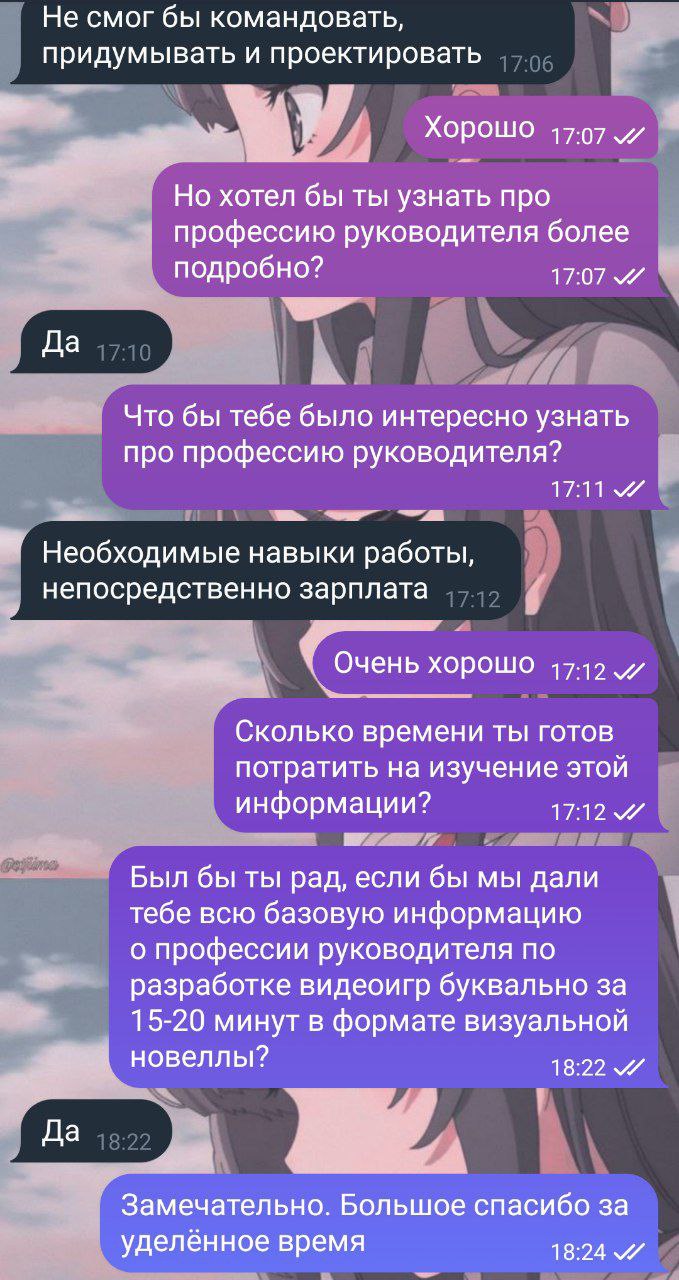 Не смог бы командовать,
придумывать и проектировать 17:06
Хорошо 17:07
Но хотел бы ты узнать про
профессию руководителя более
подробно? 17:07
Да 17:10
Что бы тебе было интересно узнать
про профессию руководителя?
17:11
Необходимые навыки работы,
непосредственно зарплата 17:12
Очень хорошо 17:12
Сколько времени ты готов
потратить на изучение этой
информации? 17:12
Был бы ты рад, если бы мы дали
тебе всю базовую информацию
о профессии руководителя по
разработке видеоигр буквально за
15-20 минут в формате визуальной
новеллы? 18:22
Да 18:22
Замечательно. Большое спасибо за
уделённое время 18:24